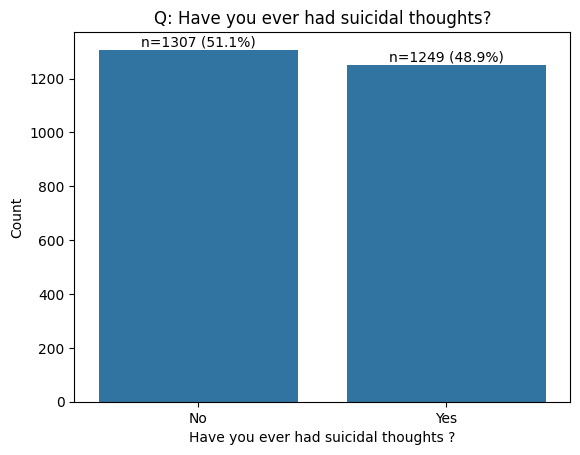 Q: Have you ever had suicidal thoughts?
n=1307 (51.1%)
n=1249 (48.9%)
1200
1000
800
600
400
200
0
Count
No
Yes
Have you ever had suicidal thoughts ?